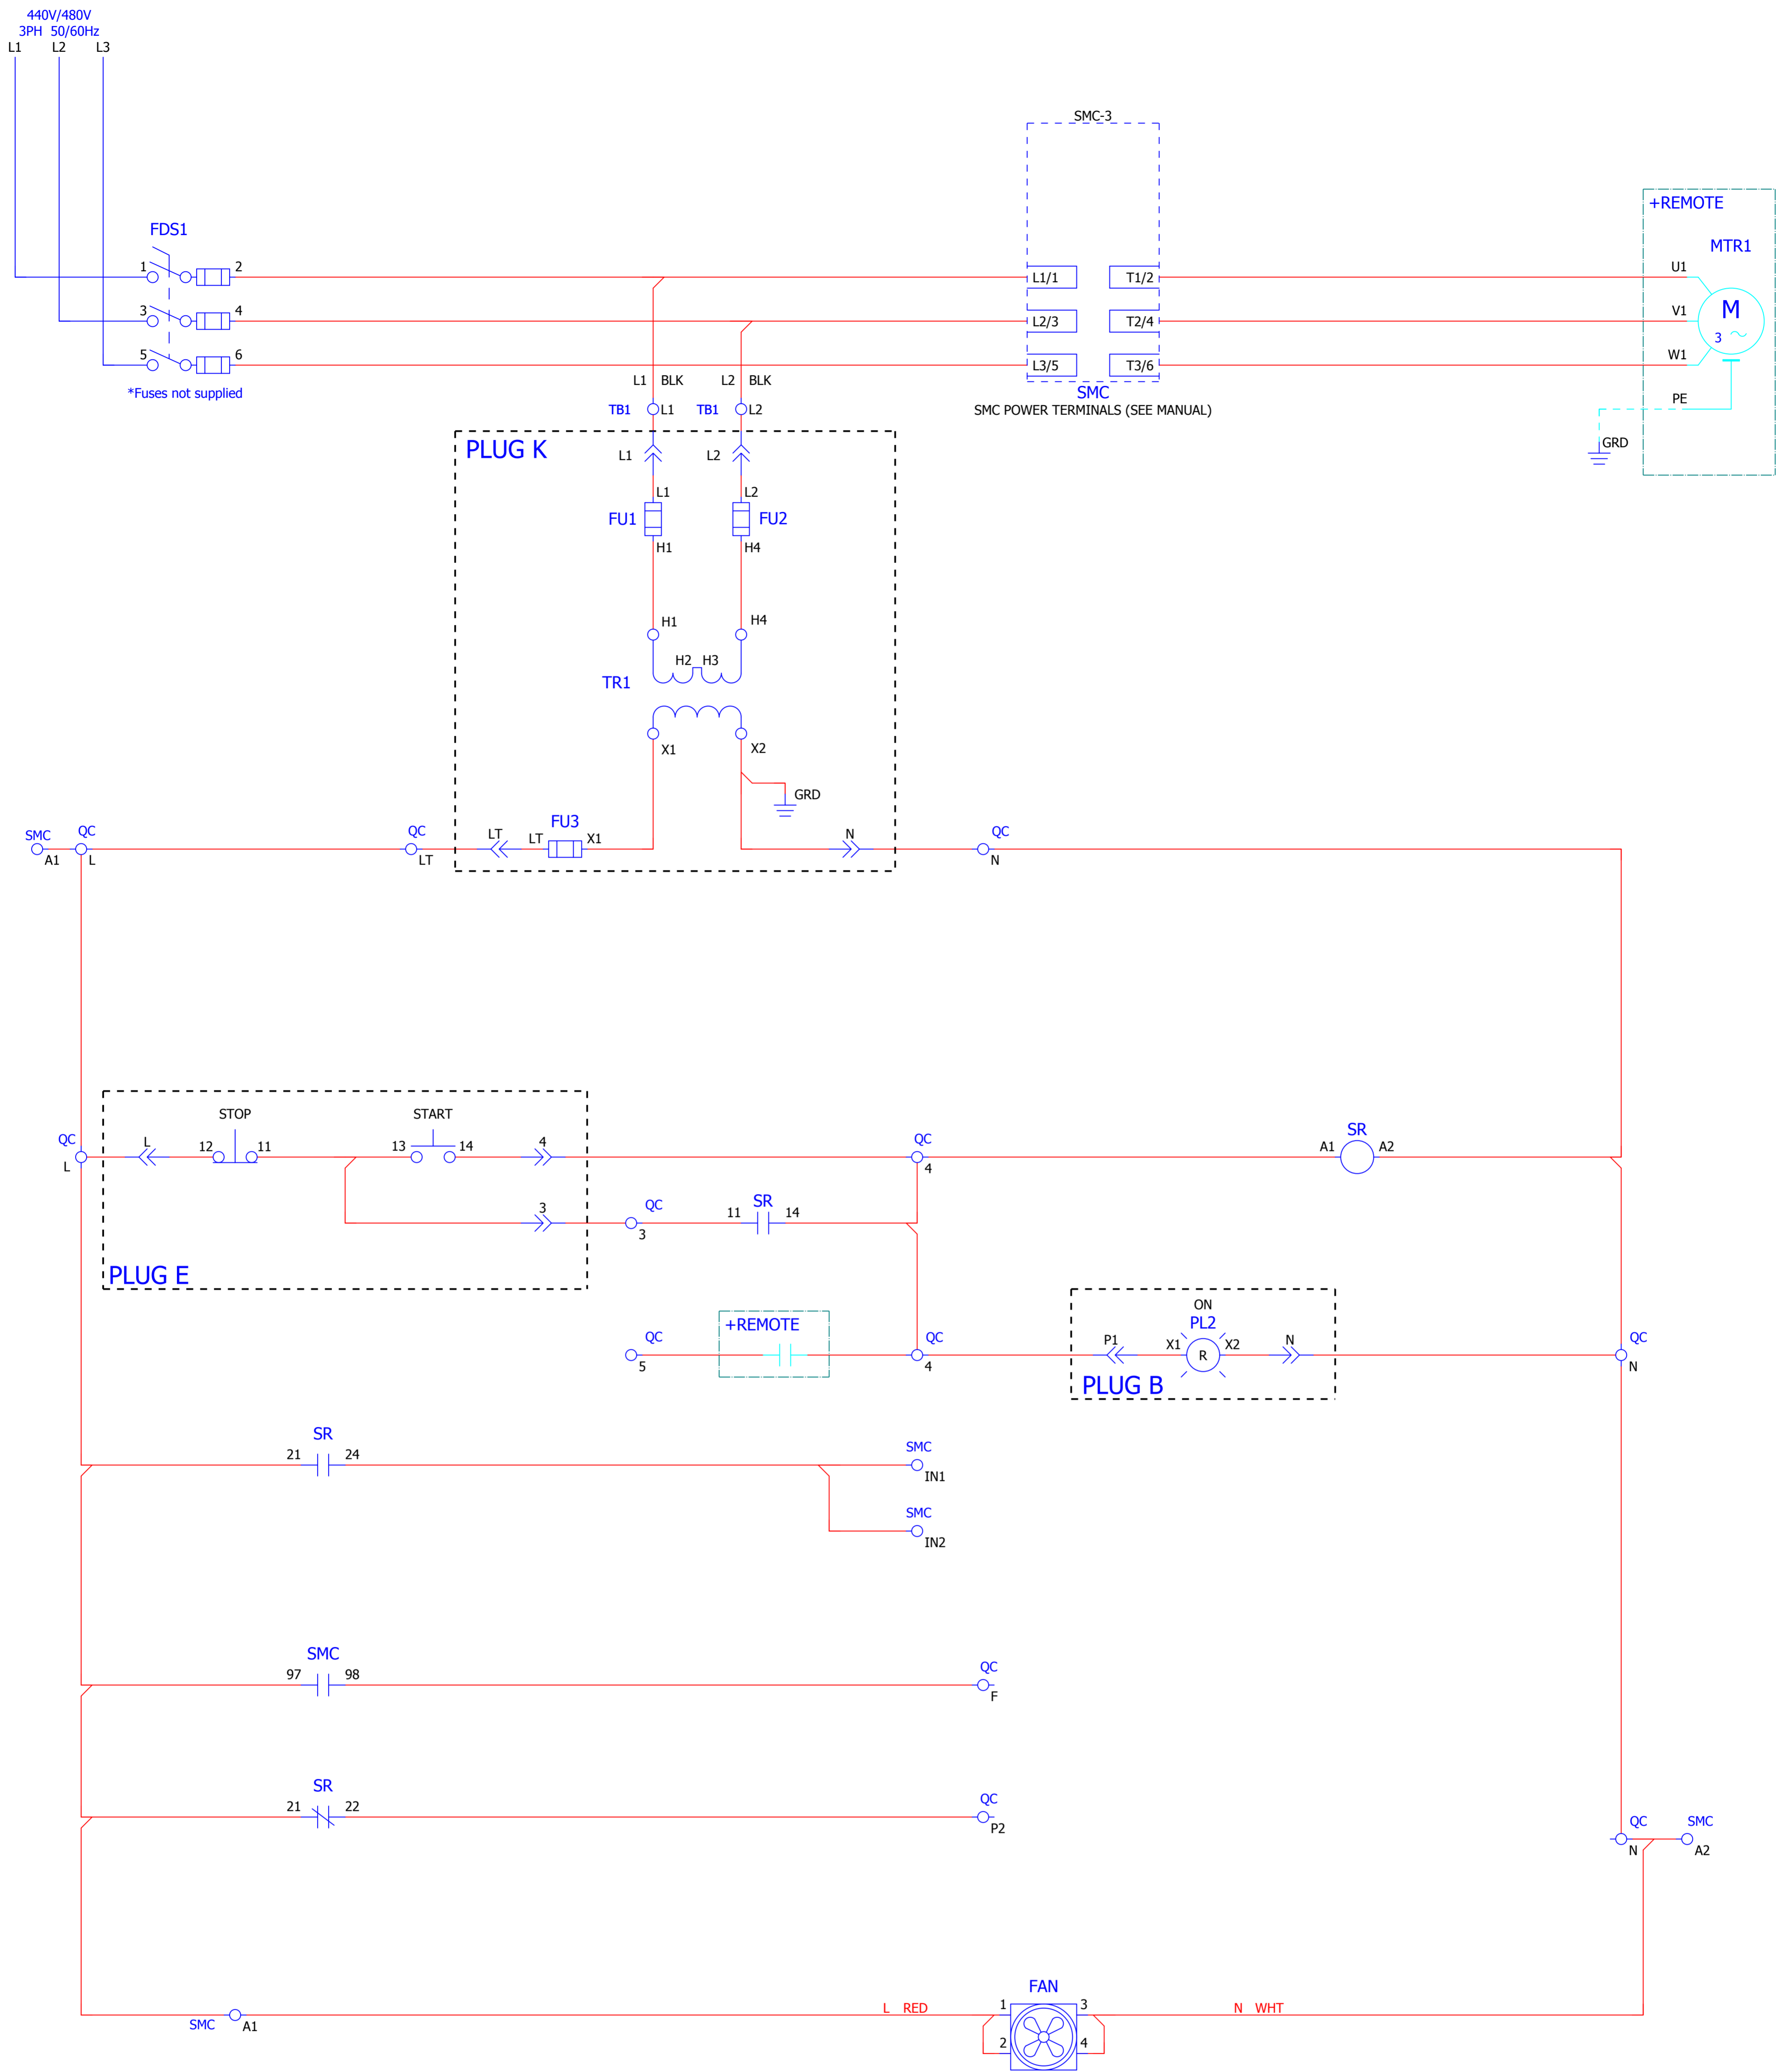 440V/480V
3PH 50/60Hz
L1 L2 L3
SMC-3
+REMOTE
MTR1
FDS1
1 2
L1/1 T1/2
U1
3 4
L2/3 T2/4
V1
M
3
5 6
L3/5 T3/6
W1
*Fuses not supplied
SMC
SMC POWER TERMINALS (SEE MANUAL)
PE
GRD
L1 BLK L2 BLK
TB1 L1 TB1 L2
PLUG K
L1 L2
L1 L2
FU1 FU2
H1 H4
H1 H4
H2 H3
TR1
X1 X2
GRD
SMC QC QC LT FU3 N QC
A1 L LT LT X1 N
STOP START
QC L 12 11 13 14 4 QC A1 SR A2
L 4
3 QC 11 SR 14
3
PLUG E
+REMOTE
ON
PL2
QC QC P1 X1 R X2 N QC
5 4 N
PLUG B
SR
21 24
SMC
IN1
SMC
IN2
SMC
97 98
QC
F
SR
21 22
QC
P2
QC SMC
N A2
FAN
L RED 1 3 N WHT
SMC A1
2 4